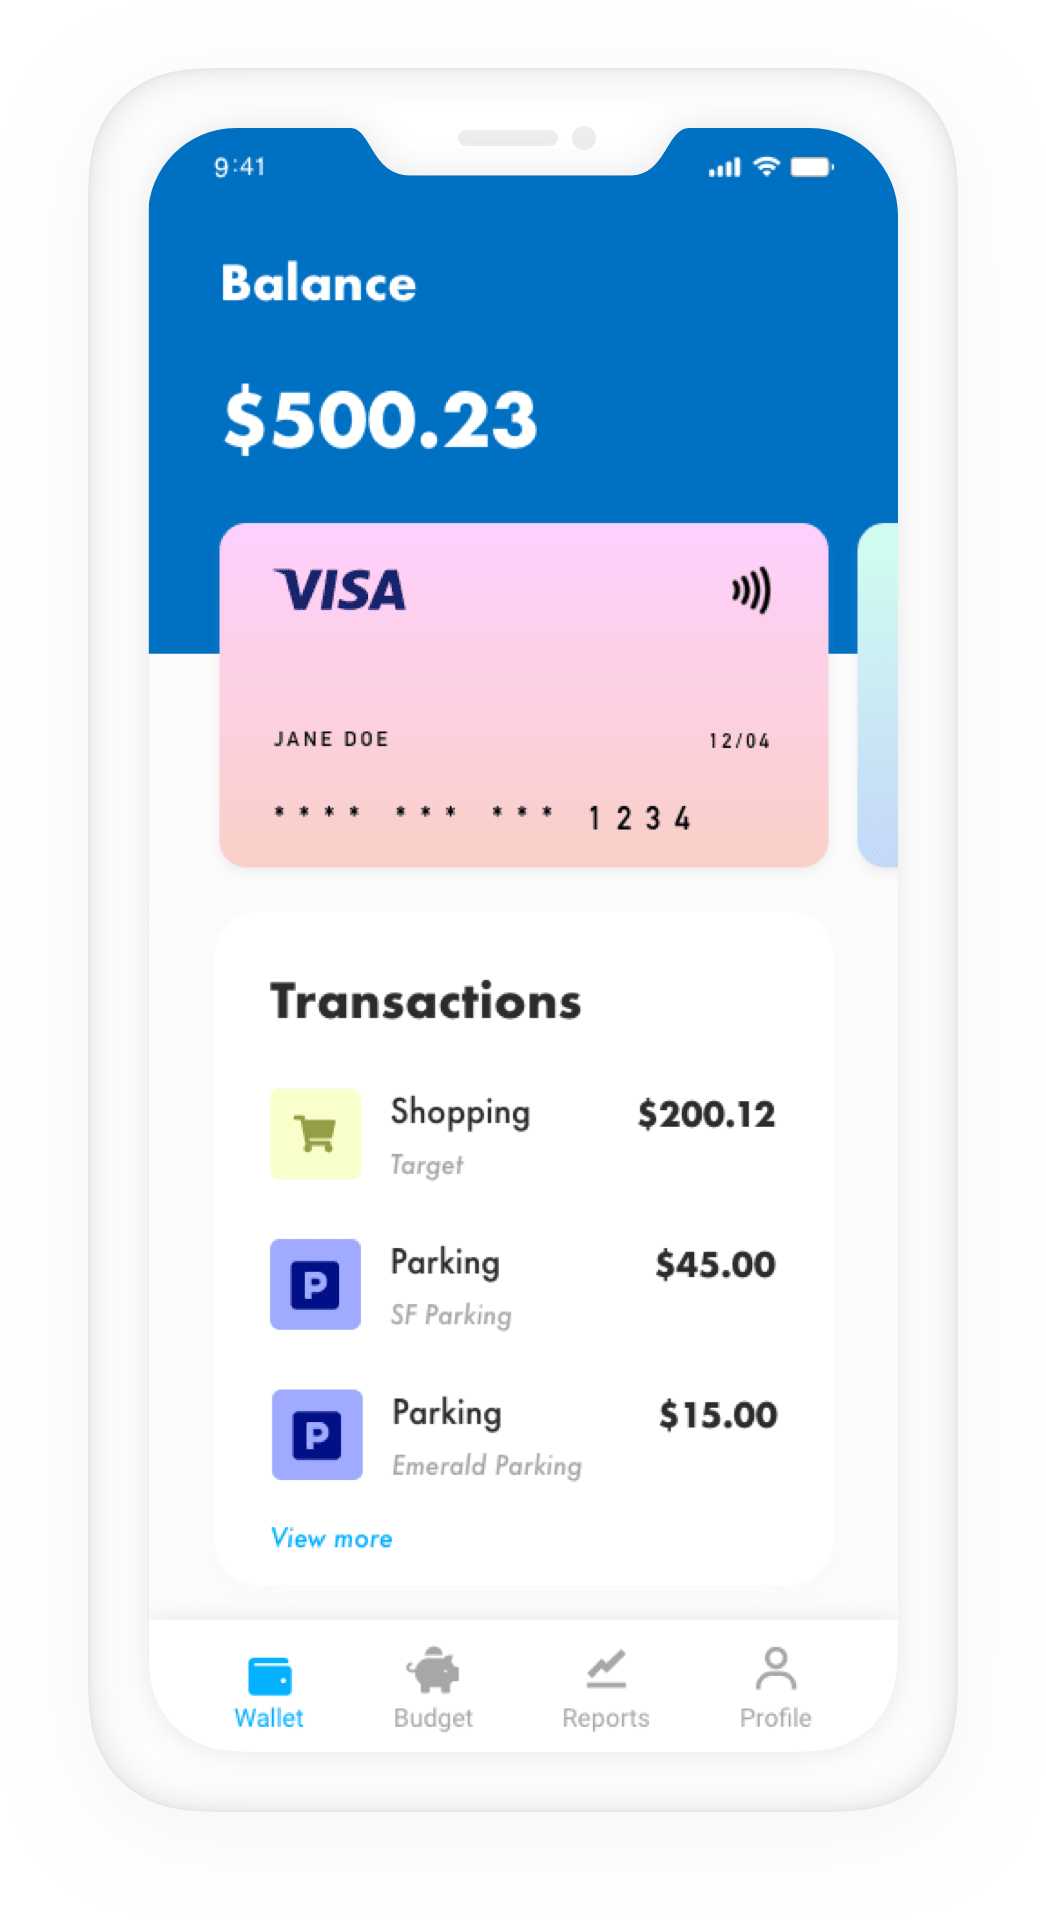 9:41
Balance
$500.23
VISA
JANE DOE 12/04
**** *** *** 1234
Transactions
Shopping $200.12
Target
P
Parking $45.00
SF Parking
P
Parking $15.00
Emerald Parking
View more
Wallet Budget Reports Profile